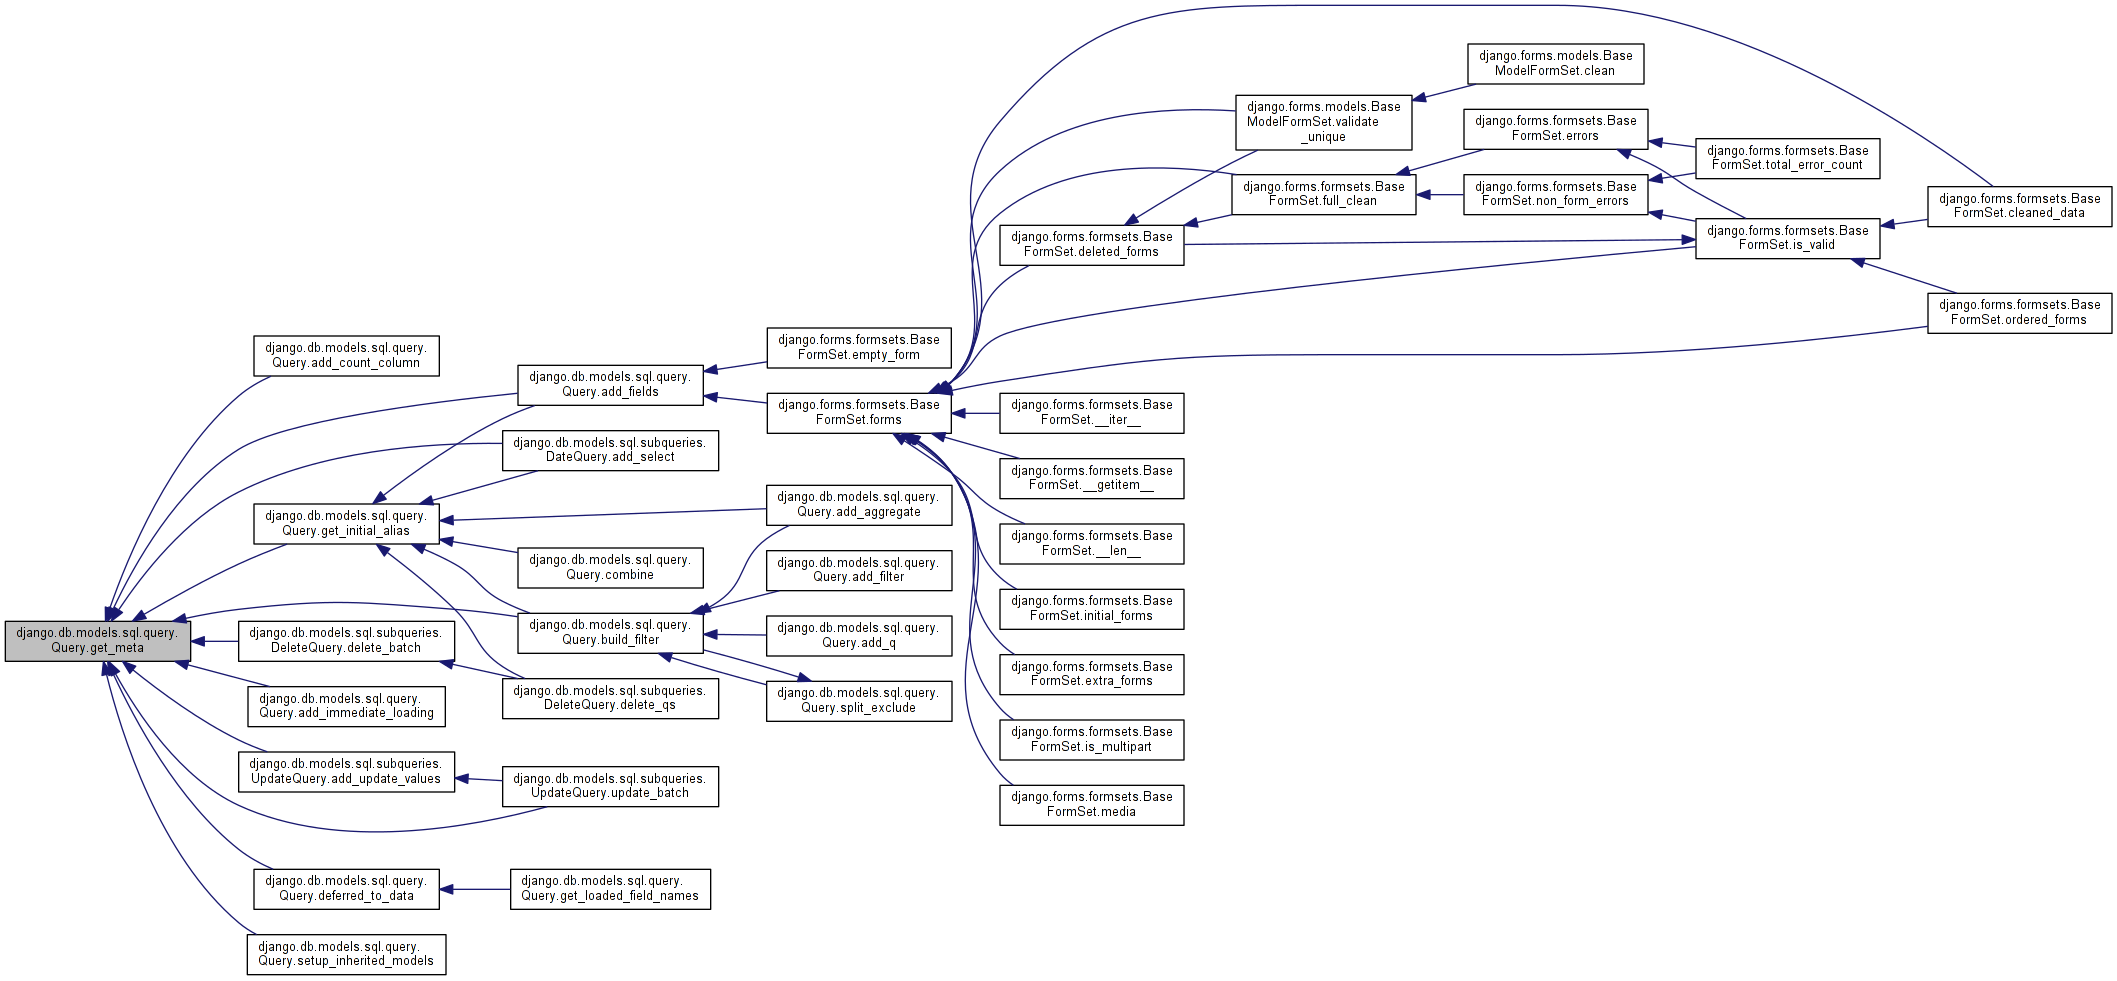 django.forms.models.Base
ModelFormSet.clean
django.forms.models.Base
ModelFormSet.validate
_unique
django.forms.formsets.Base
FormSet.errors
django.forms.formsets.Base
FormSet.total_error_count
django.forms.formsets.Base
FormSet.full_clean
django.forms.formsets.Base
FormSet.non_form_errors
django.forms.formsets.Base
FormSet.cleaned_data
django.forms.formsets.Base
FormSet.deleted_forms
django.forms.formsets.Base
FormSet.is_valid
django.forms.formsets.Base
FormSet.ordered_forms
django.forms.formsets.Base
FormSet.empty_form
django.db.models.sql.query.
Query.add_count_column
django.db.models.sql.query.
Query.add_fields
django.forms.formsets.Base
FormSet.forms
django.forms.formsets.Base
FormSet.__iter__
django.db.models.sql.subqueries.
DateQuery.add_select
django.forms.formsets.Base
FormSet.__getitem__
django.db.models.sql.query.
Query.get_initial_alias
django.db.models.sql.query.
Query.add_aggregate
django.forms.formsets.Base
FormSet.__len__
django.db.models.sql.query.
Query.combine
django.db.models.sql.query.
Query.add_filter
django.forms.formsets.Base
FormSet.initial_forms
django.db.models.sql.query.
Query.get_meta
django.db.models.sql.subqueries.
DeleteQuery.delete_batch
django.db.models.sql.query.
Query.build_filter
django.db.models.sql.query.
Query.add_q
django.forms.formsets.Base
FormSet.extra_forms
django.db.models.sql.query.
Query.add_immediate_loading
django.db.models.sql.subqueries.
DeleteQuery.delete_qs
django.db.models.sql.query.
Query.split_exclude
django.forms.formsets.Base
FormSet.is_multipart
django.db.models.sql.subqueries.
UpdateQuery.add_update_values
django.db.models.sql.subqueries.
UpdateQuery.update_batch
django.forms.formsets.Base
FormSet.media
django.db.models.sql.query.
Query.deferred_to_data
django.db.models.sql.query.
Query.get_loaded_field_names
django.db.models.sql.query.
Query.setup_inherited_models